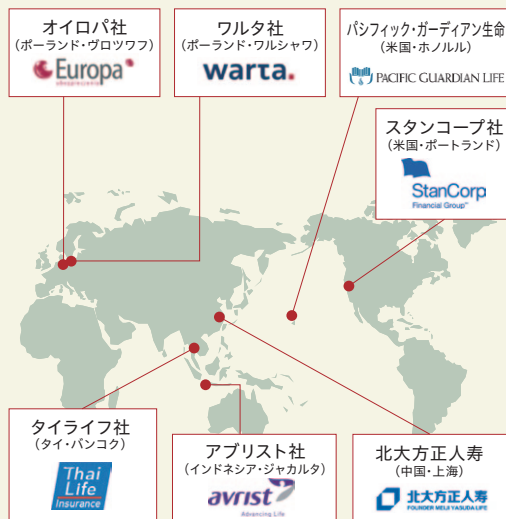 オイロパ社
(ポーランド・ヴロツワフ)
Europa
ubezpieczenia
ワルタ社
(ポーランド・ワルシャワ)
warta.
パシフィック・ガーディアン生命
(米国・ホノルル)
PACIFIC GUARDIAN LIFE
スタンコープ社
(米国・ポートランド)
StanCorp
Financial Group™
タイライフ社
(タイ・バンコク)
Thai
Life
Insurance
アブリスト社
(インドネシア・ジャカルタ)
avrist
Advancing Life
北大方正人寿
(中国・上海)
北大方正人寿
FOUNDER MEIJI YASUDA LIFE